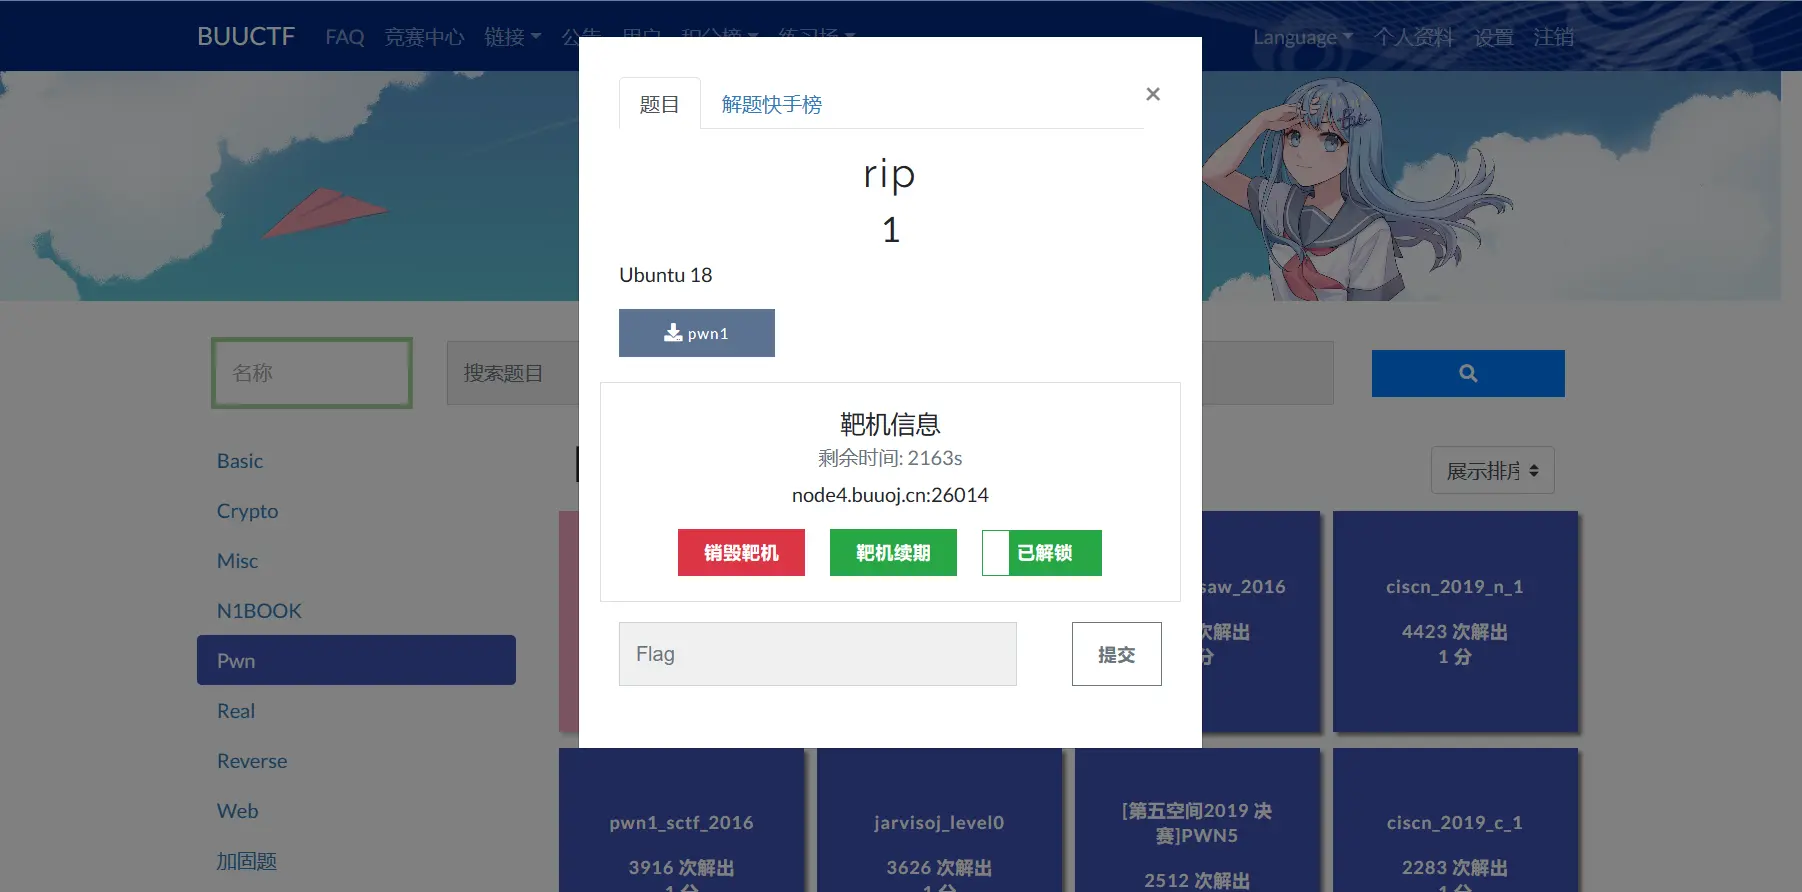 BUUCTF FAQ 竞赛中心 链接 公告 用户 积分榜 练习场 Language 个人资料 设置 注销
题目 解题快手榜 ×
rip
1
Ubuntu 18
pwn1
名称 搜索题目
靶机信息
剩余时间: 2163s
node4.buuoj.cn:26014
销毁靶机 靶机续期 已解锁
Flag 提交
Basic
Crypto
Misc
N1BOOK
Pwn
Real
Reverse
Web
加固题
展示排序
saw_2016
次解出
分
ciscn_2019_n_1
4423 次解出
1 分
pwn1_sctf_2016
3916 次解出
1 分
jarvisoj_level0
3626 次解出
1 分
[第五空间2019 决
赛]PWN5
2512 次解出
ciscn_2019_c_1
2283 次解出
1 分